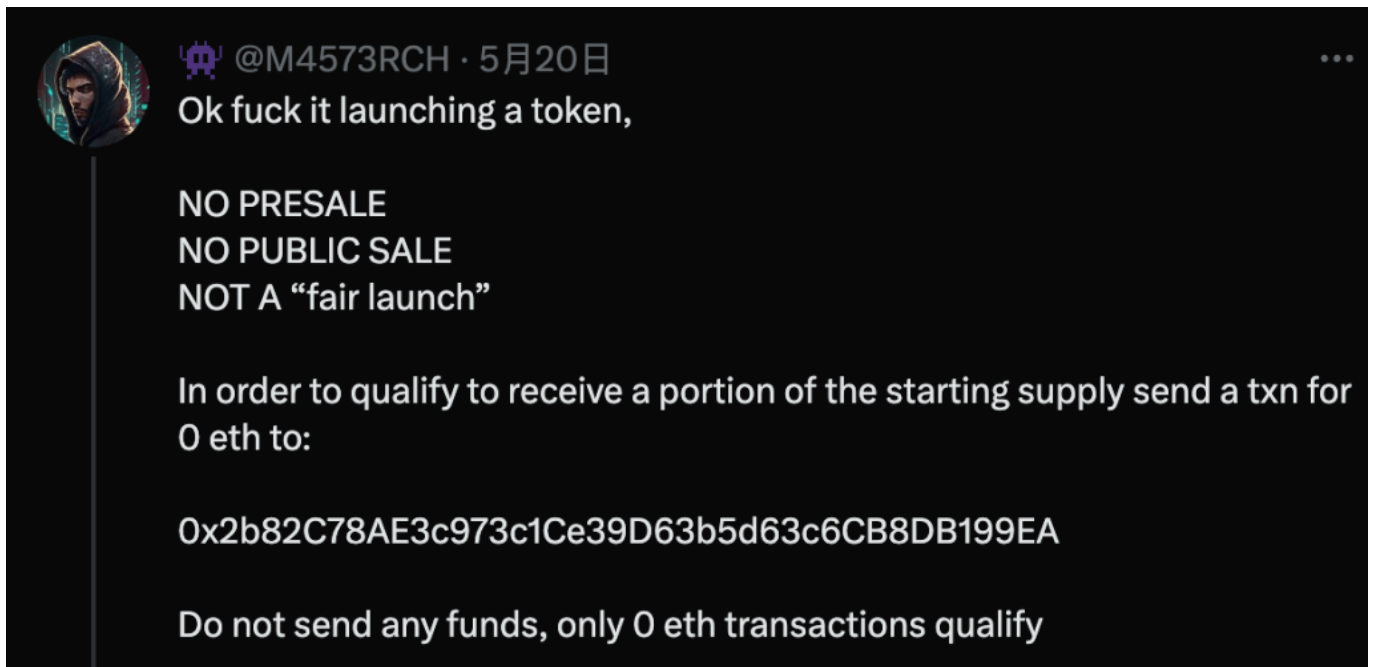 @M4573RCH · 5月20日
Ok fuck it launching a token,
NO PRESALE
NO PUBLIC SALE
NOT A “fair launch”
In order to qualify to receive a portion of the starting supply send a txn for
0 eth to:
0x2b82C78AE3c973c1Ce39D63b5d63c6CB8DB199EA
Do not send any funds, only 0 eth transactions qualify